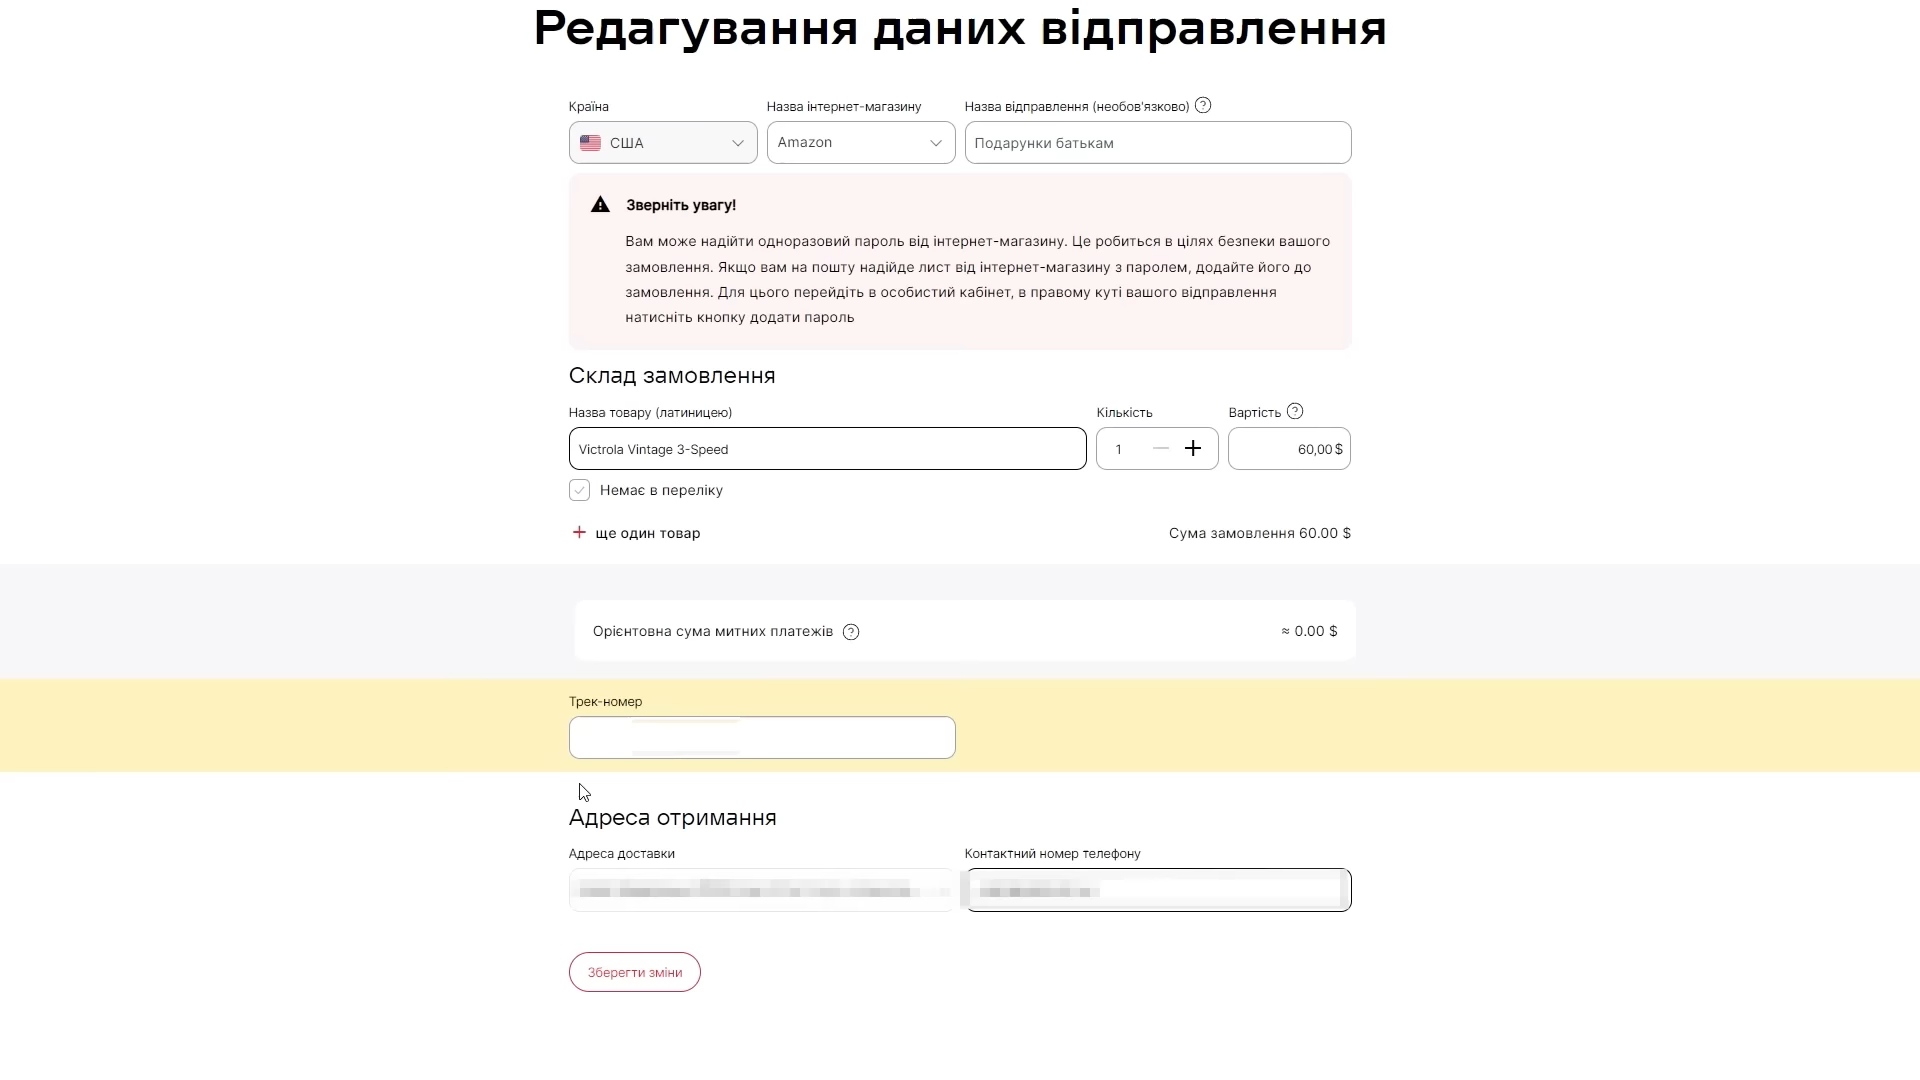 Редагування даних відправлення
Країна
Назва інтернет-магазину
Назва відправлення (необов'язково) ?
США
Amazon
Подарунки батькам
Зверніть увагу!
Вам може надійти одноразовий пароль від інтернет-магазину. Це робиться в цілях безпеки вашого
замовлення. Якщо вам на пошту надійде лист від інтернет-магазину з паролем, додайте його до
замовлення. Для цього перейдіть в особистий кабінет, в правому куті вашого відправлення
натисніть кнопку додати пароль
Склад замовлення
Назва товару (латиницею)
Кількість
Вартість ?
Victrola Vintage 3-Speed
1 — +
60,00 $
Немає в переліку
+ ще один товар
Сума замовлення 60.00 $
Орієнтовна сума митних платежів ?
≈ 0.00 $
Трек-номер
Адреса отримання
Адреса доставки
Контактний номер телефону
Зберегти зміни